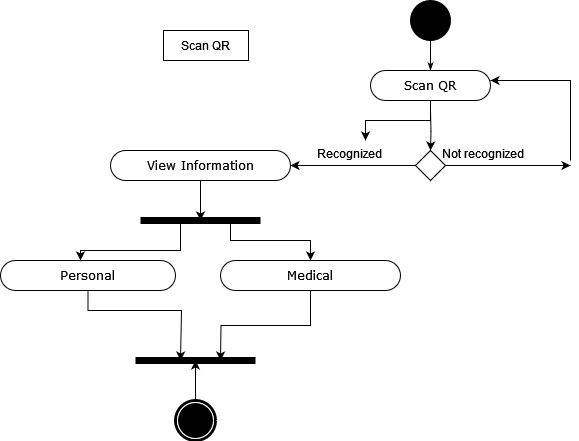 Scan QR
Scan QR
Recognized
Not recognized
View Information
Personal
Medical